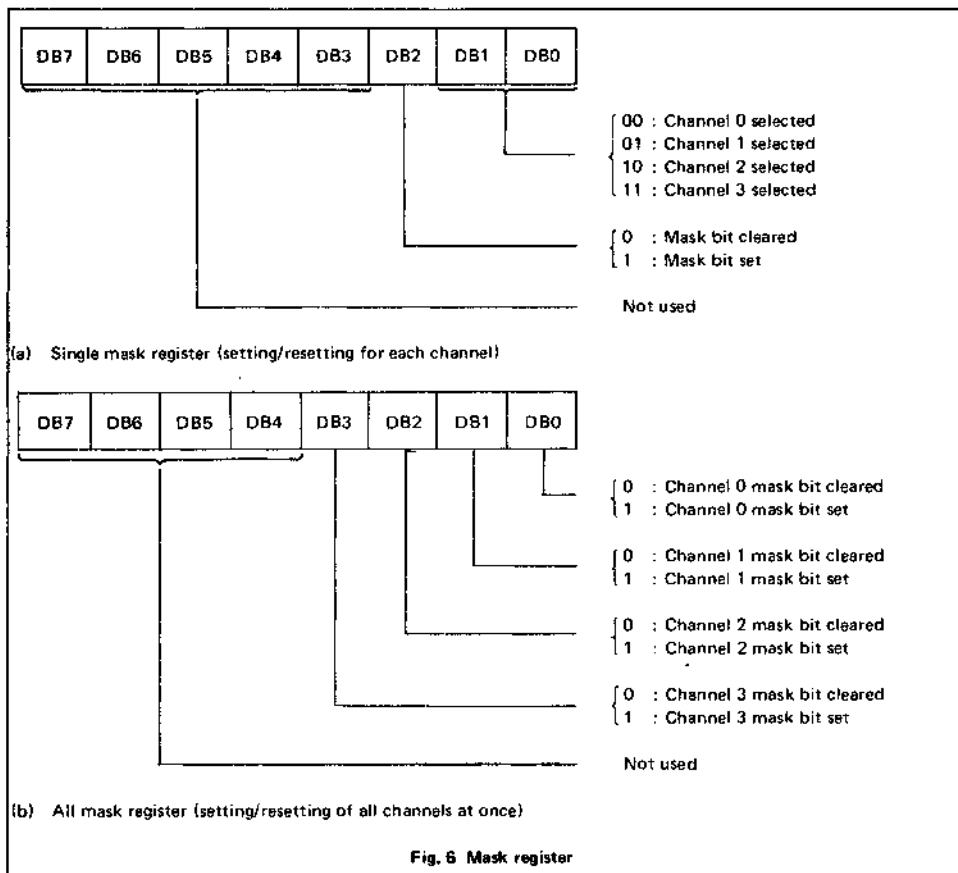 DB7 DB6 DB5 DB4 DB3 DB2 DB1 DB0
00 : Channel 0 selected
01 : Channel 1 selected
10 : Channel 2 selected
11 : Channel 3 selected
0 : Mask bit cleared
1 : Mask bit set
Not used
(a) Single mask register (setting/resetting for each channel)
DB7 DB6 DB5 DB4 DB3 DB2 DB1 DB0
0 : Channel 0 mask bit cleared
1 : Channel 0 mask bit set
0 : Channel 1 mask bit cleared
1 : Channel 1 mask bit set
0 : Channel 2 mask bit cleared
1 : Channel 2 mask bit set
0 : Channel 3 mask bit cleared
1 : Channel 3 mask bit set
Not used
(b) All mask register (setting/resetting of all channels at once)
Fig. 6 Mask register